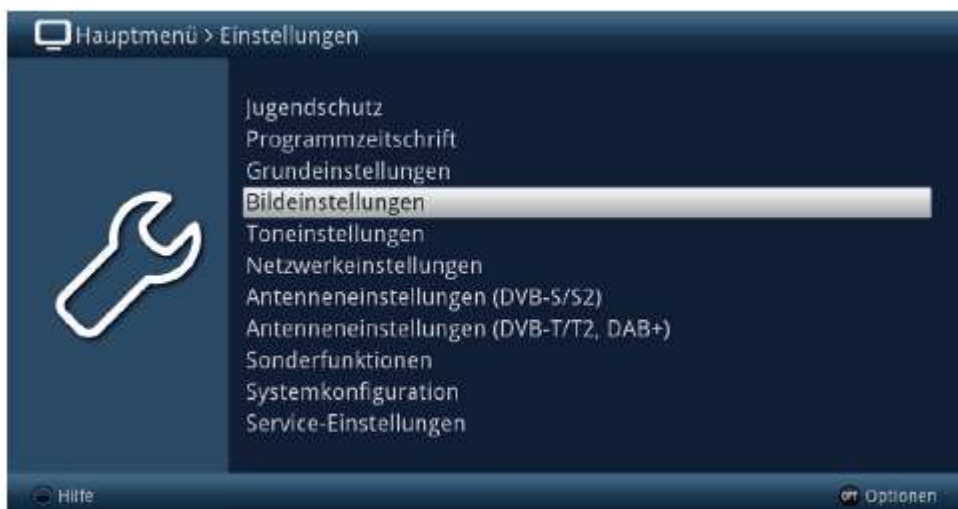 Hauptmenü > Einstellungen
Jugendschutz
Programmzeitschrift
Grundeinstellungen
Bildeinstellungen
Toneinstellungen
Netzwerkeinstellungen
Antenneneinstellungen (DVB-S/S2)
Antenneneinstellungen (DVB-T/T2, DAB+)
Sonderfunktionen
Systemkonfiguration
Service-Einstellungen
Hilfe
OPT Optionen